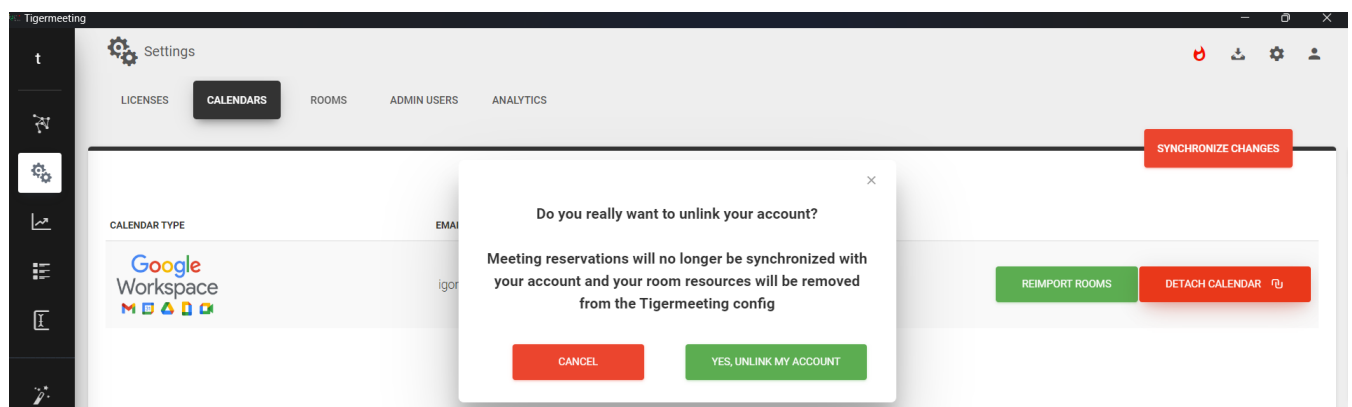 Tigermeeting
t
Settings
LICENSES CALENDARS ROOMS ADMIN USERS ANALYTICS
SYNCHRONIZE CHANGES
Do you really want to unlink your account?
Meeting reservations will no longer be synchronized with
your account and your room resources will be removed
from the Tigermeeting config
CANCEL YES, UNLINK MY ACCOUNT
CALENDAR TYPE EMAI
Google
Workspace
igor
REIMPORT ROOMS DETACH CALENDAR